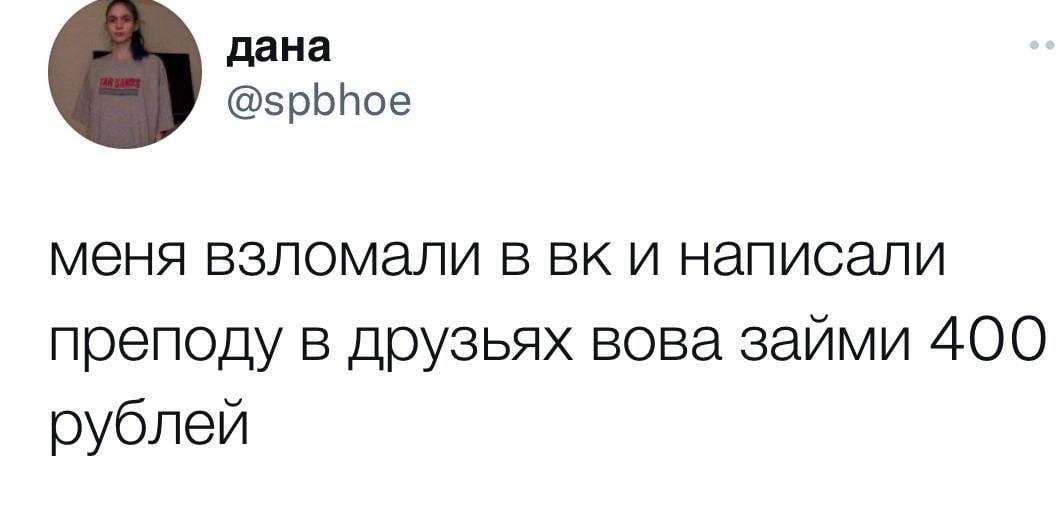 дана
@spbhoe
меня взломали в вк и написали
преподу в друзьях вова займи 400
рублей